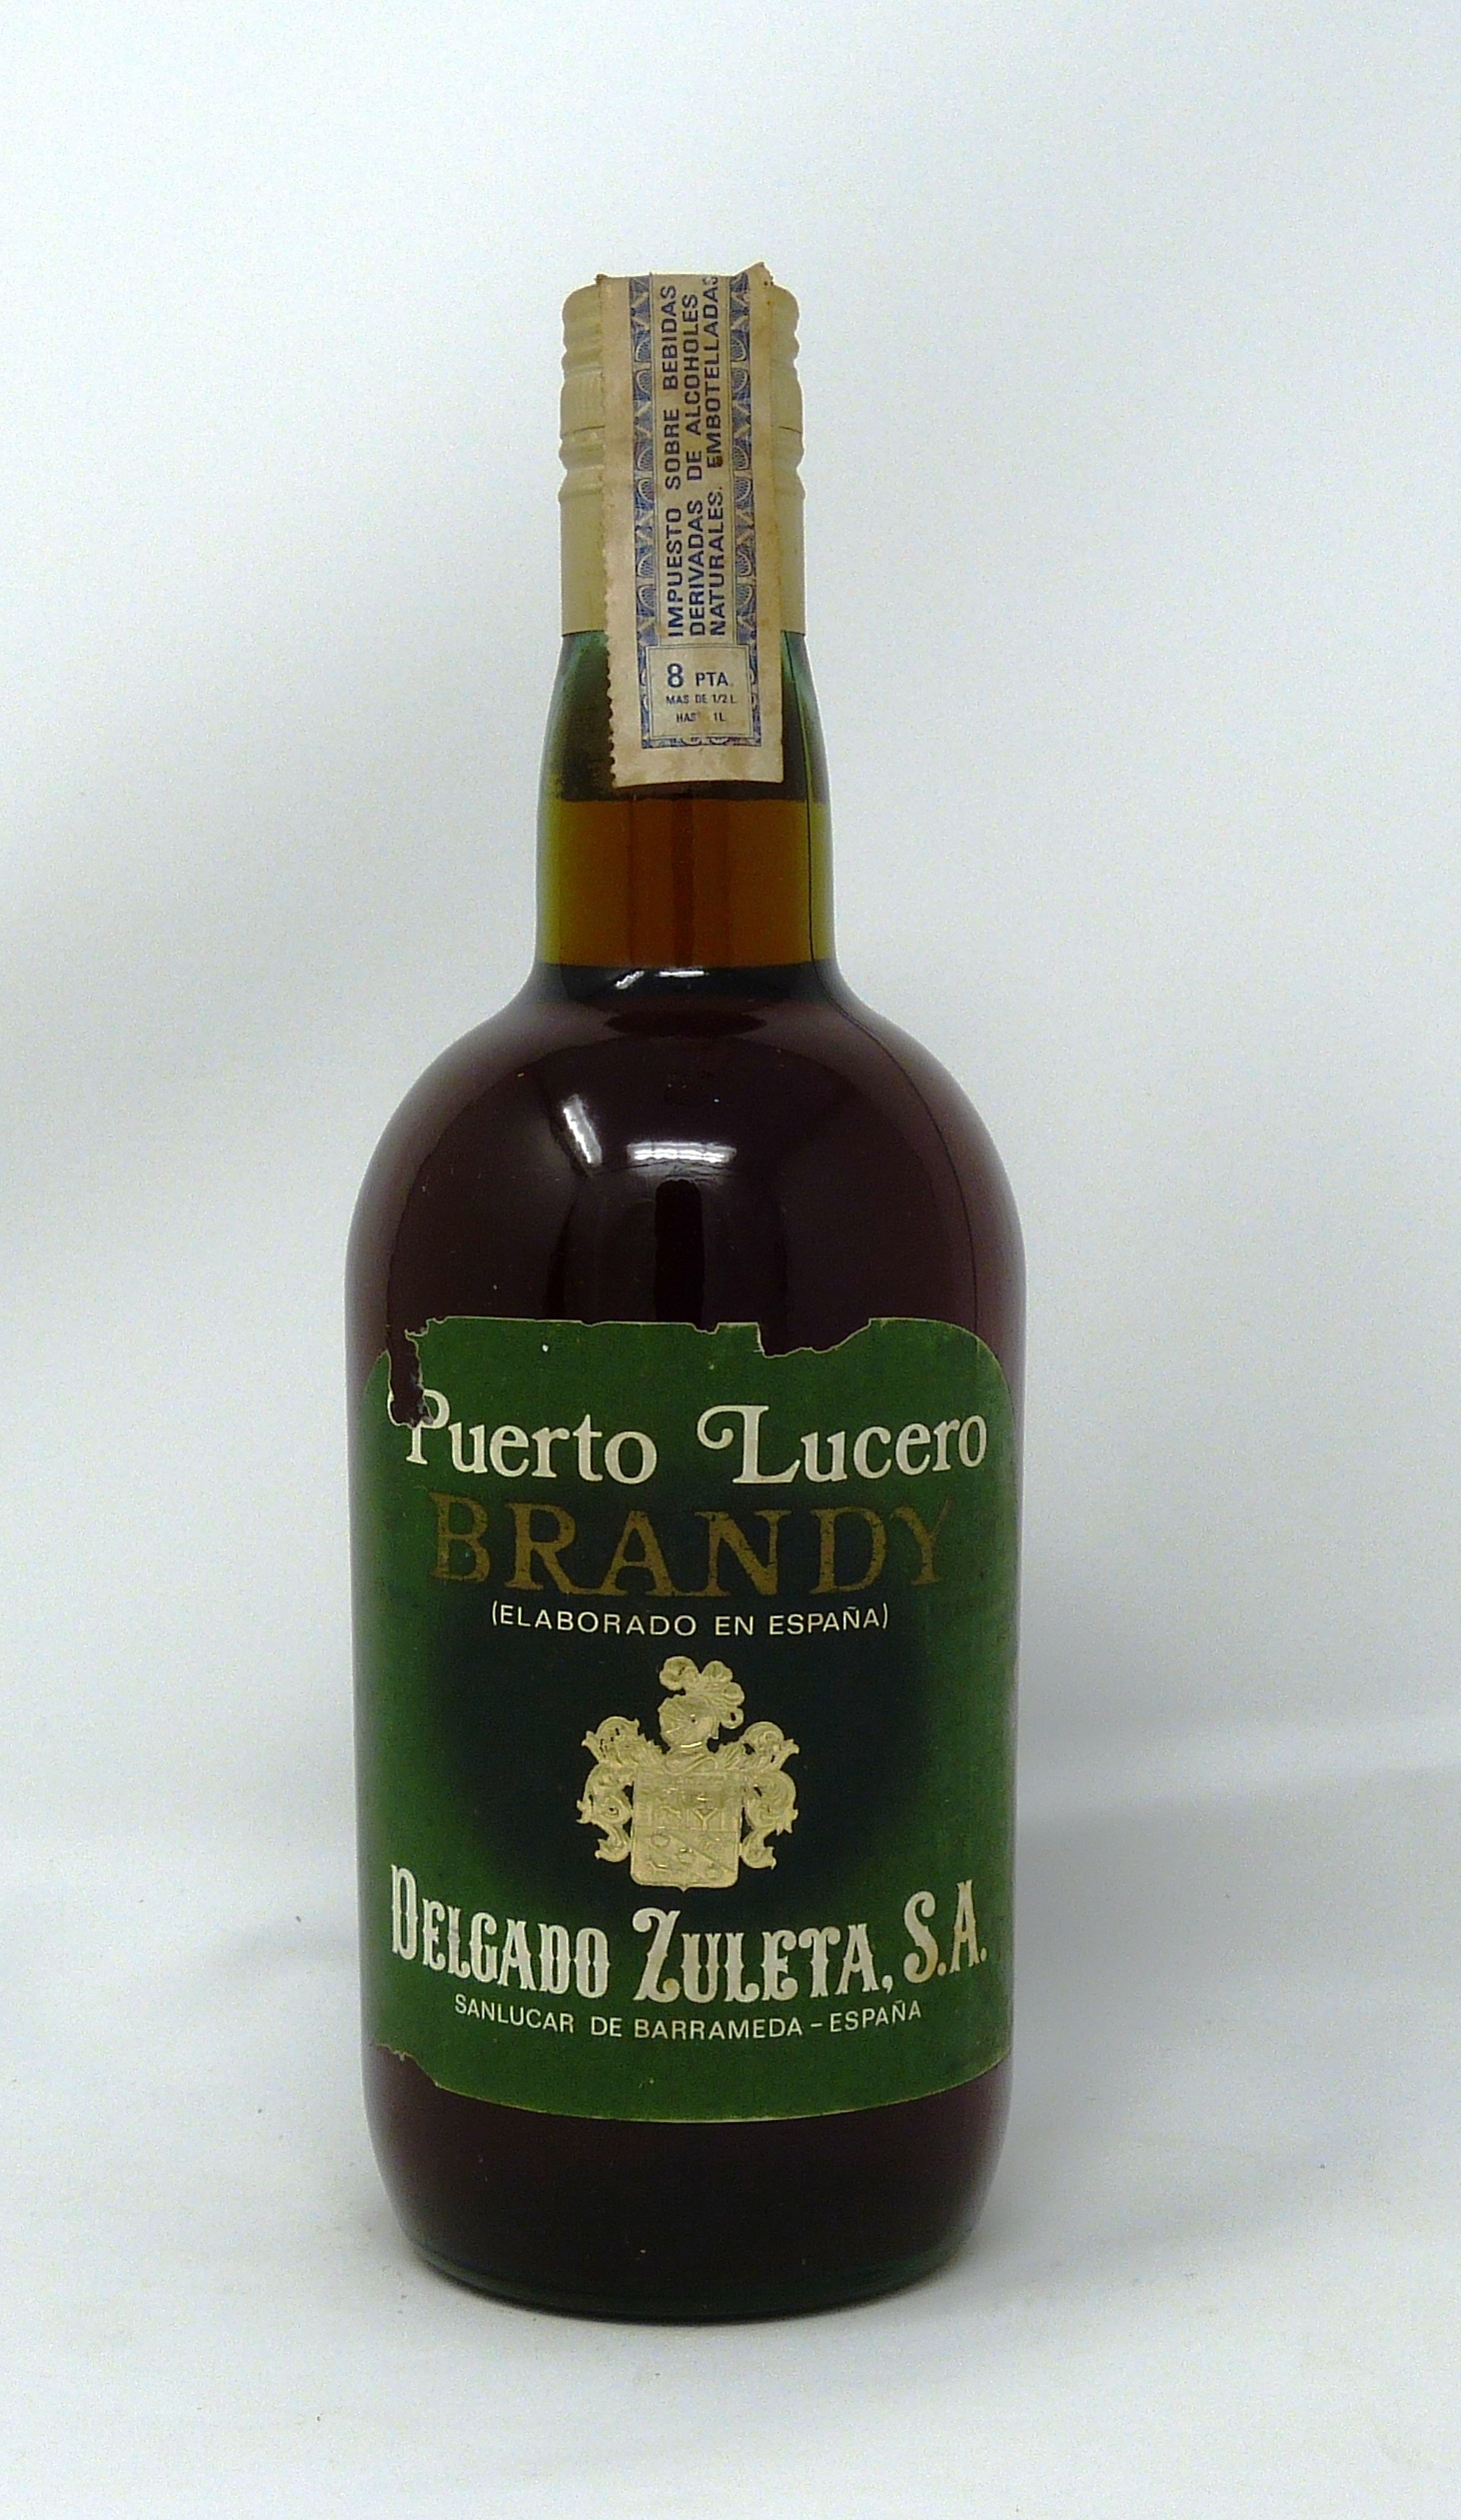 IMPUESTO SOBRE BEBIDAS
DERIVADAS DE ALCOHOLES
NATURALES. EMBOTELLADAS
8 PTA.
MAS DE 1/2 L.
1L.
Puerto Lucero
BRANDY
(ELABORADO EN ESPAÑA)
DELGADO ZULETA, S.A.
SANLUCAR DE BARRAMEDA - ESPAÑA